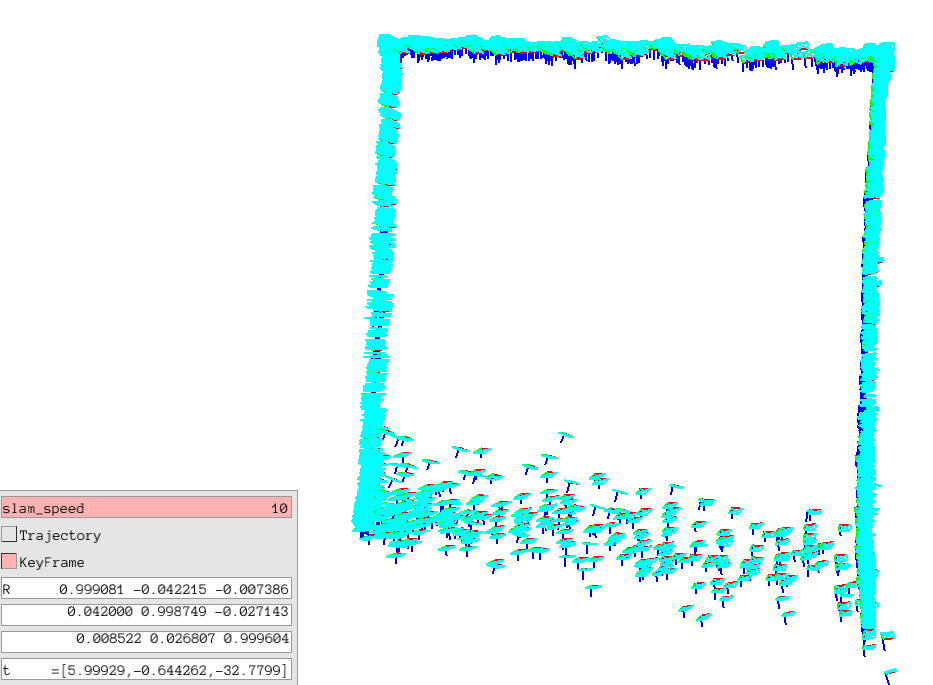 slam_speed 10
Trajectory
KeyFrame
R 0.999081 -0.042215 -0.007386
0.042000 0.998749 -0.027143
0.008522 0.026807 0.999604
t =[5.99929,-0.644262,-32.7799]